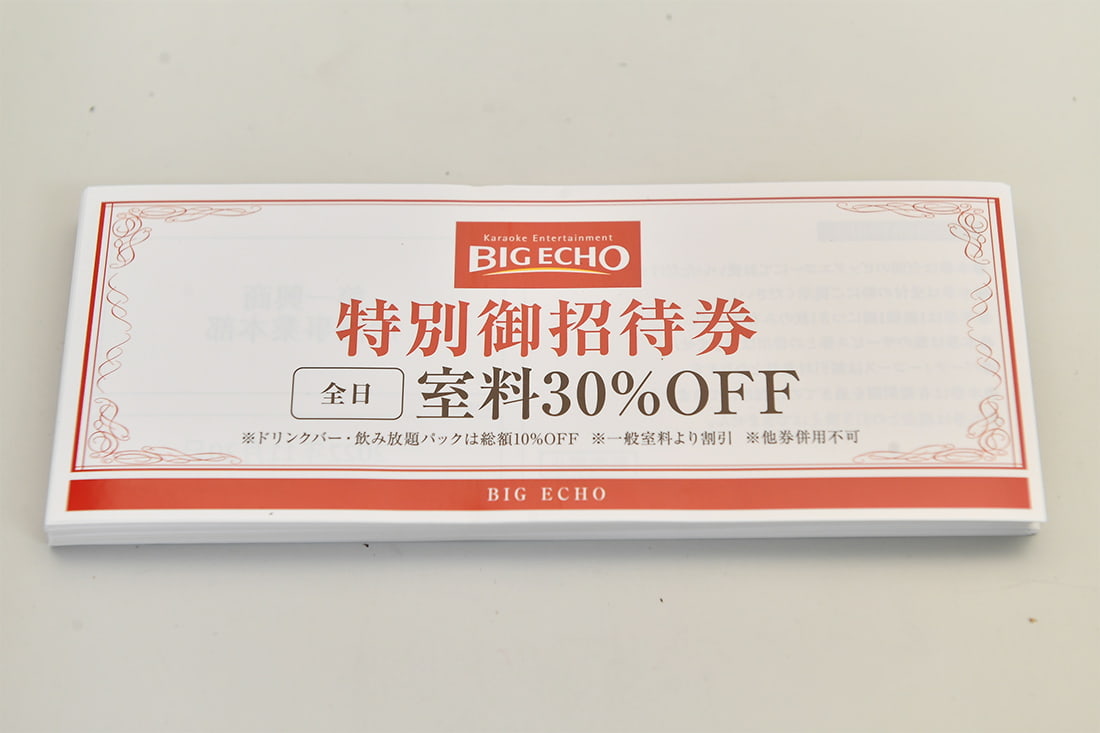 Karaoke Entertainment
BIG ECHO
特別御招待券
全日 室料30%OFF
※ドリンクバー・飲み放題パックは総額10%OFF ※一般室料より割引 ※他券併用不可
BIG ECHO